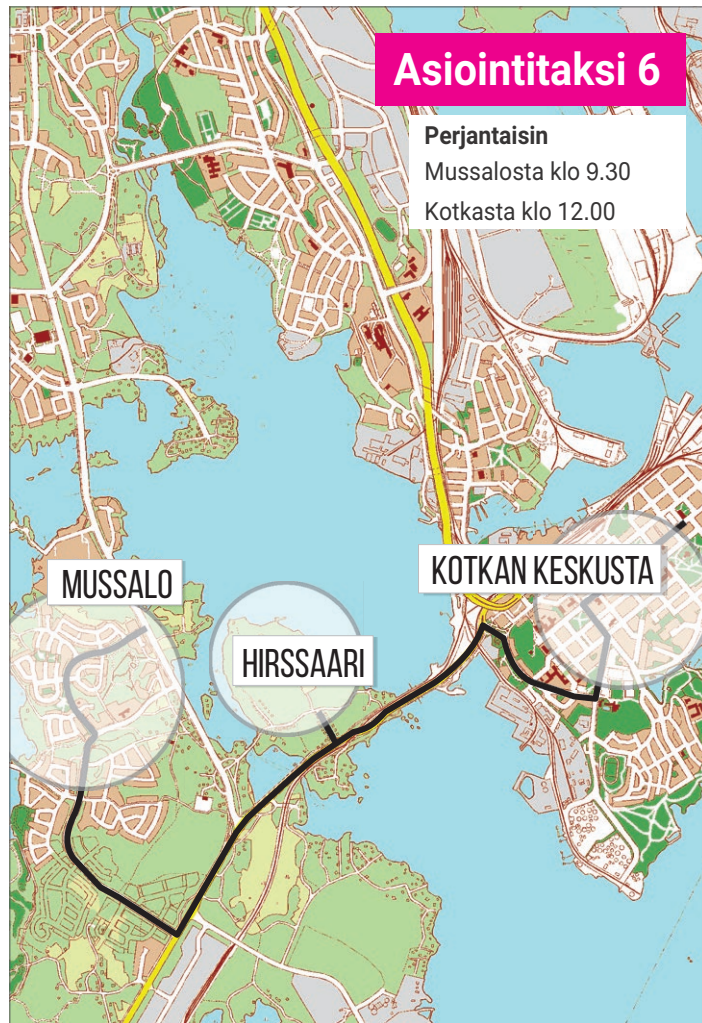 Asiointitaksi 6
Perjantaisin
Mussalosta klo 9.30
Kotkasta klo 12.00
KOTKAN KESKUSTA
MUSSALO
HIRSSAARI